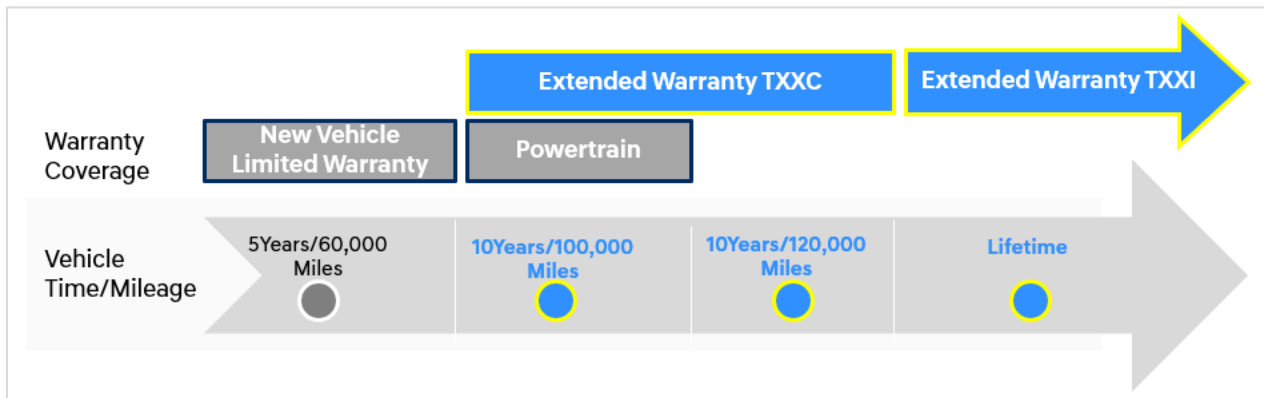 Extended Warranty TXXC
Extended Warranty TXXI
Warranty
Coverage
New Vehicle
Limited Warranty
Powertrain
Vehicle
Time/Mileage
5Years/60,000
Miles
10Years/100,000
Miles
10Years/120,000
Miles
Lifetime